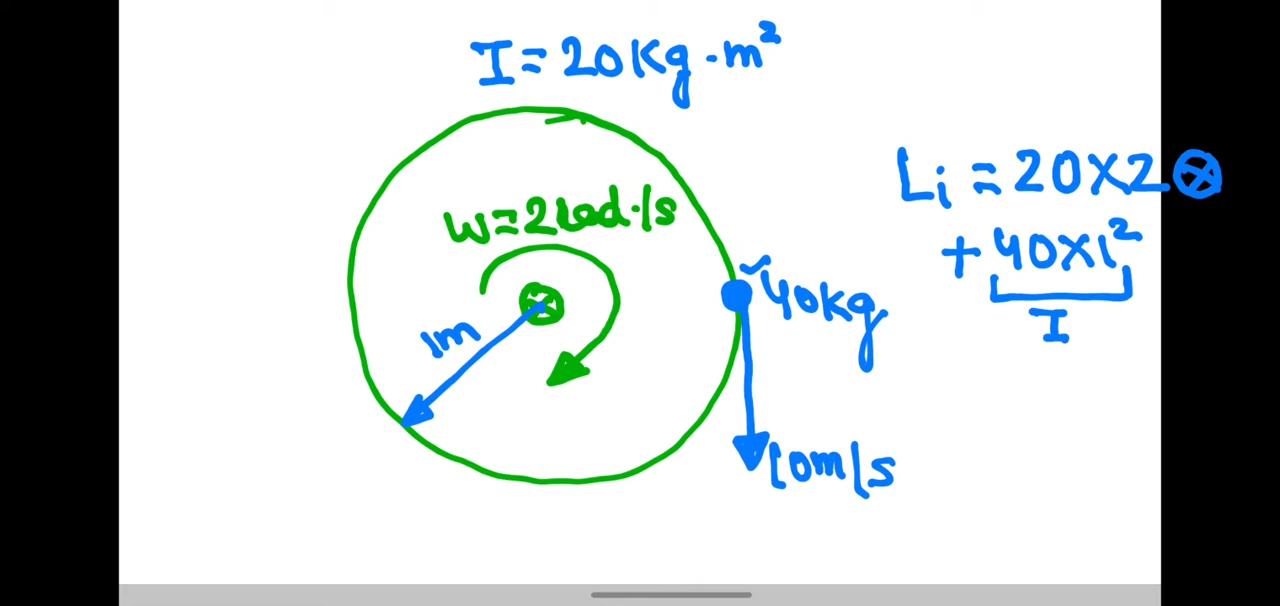 I = 20 Kg · m²
Li = 20 × 2 ⊗
+ 40 × 1²
I
ω = 2 rad · /s
40 kg
1m
10 m/s